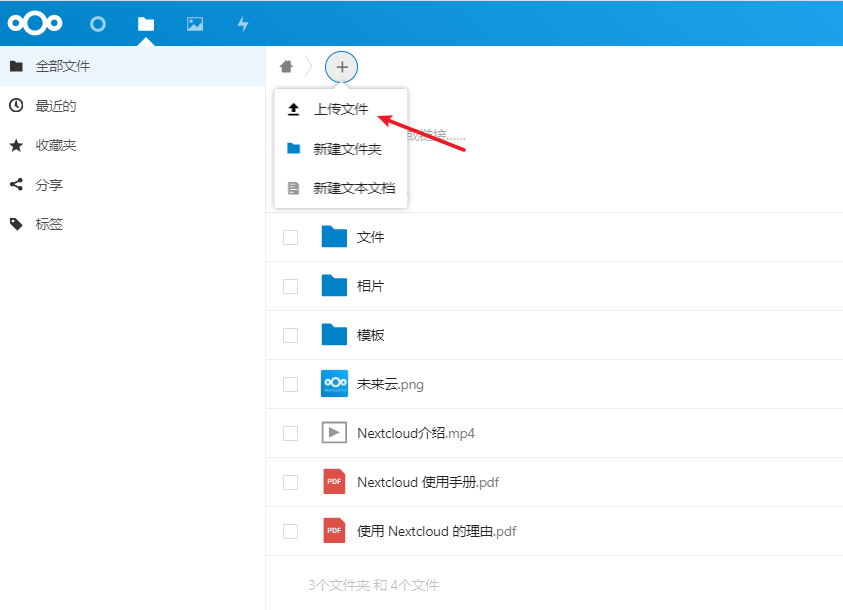 全部文件
最近的
收藏夹
分享
标签
上传文件
或链接......
新建文件夹
新建文本文档
文件
相片
模板
未来云.png
Nextcloud介绍.mp4
PDF
Nextcloud 使用手册.pdf
PDF
使用 Nextcloud 的理由.pdf
3个文件夹 和 4个文件